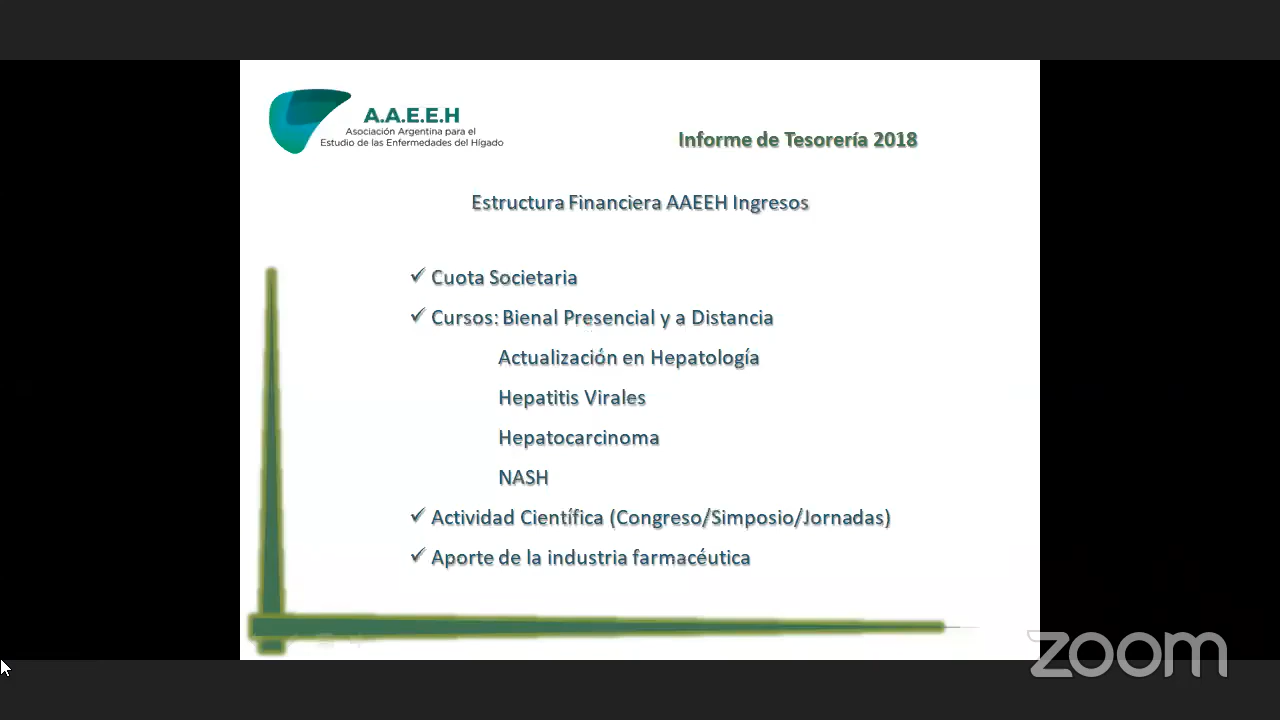 A.A.E.E.H
Asociación Argentina para el
Estudio de las Enfermedades del Hígado
Informe de Tesorería 2018
Estructura Financiera AAEEH Ingresos
✓ Cuota Societaria
✓ Cursos: Bienal Presencial y a Distancia
Actualización en Hepatología
Hepatitis Virales
Hepatocarcinoma
NASH
✓ Actividad Científica (Congreso/Simposio/Jornadas)
✓ Aporte de la industria farmacéutica
zoom